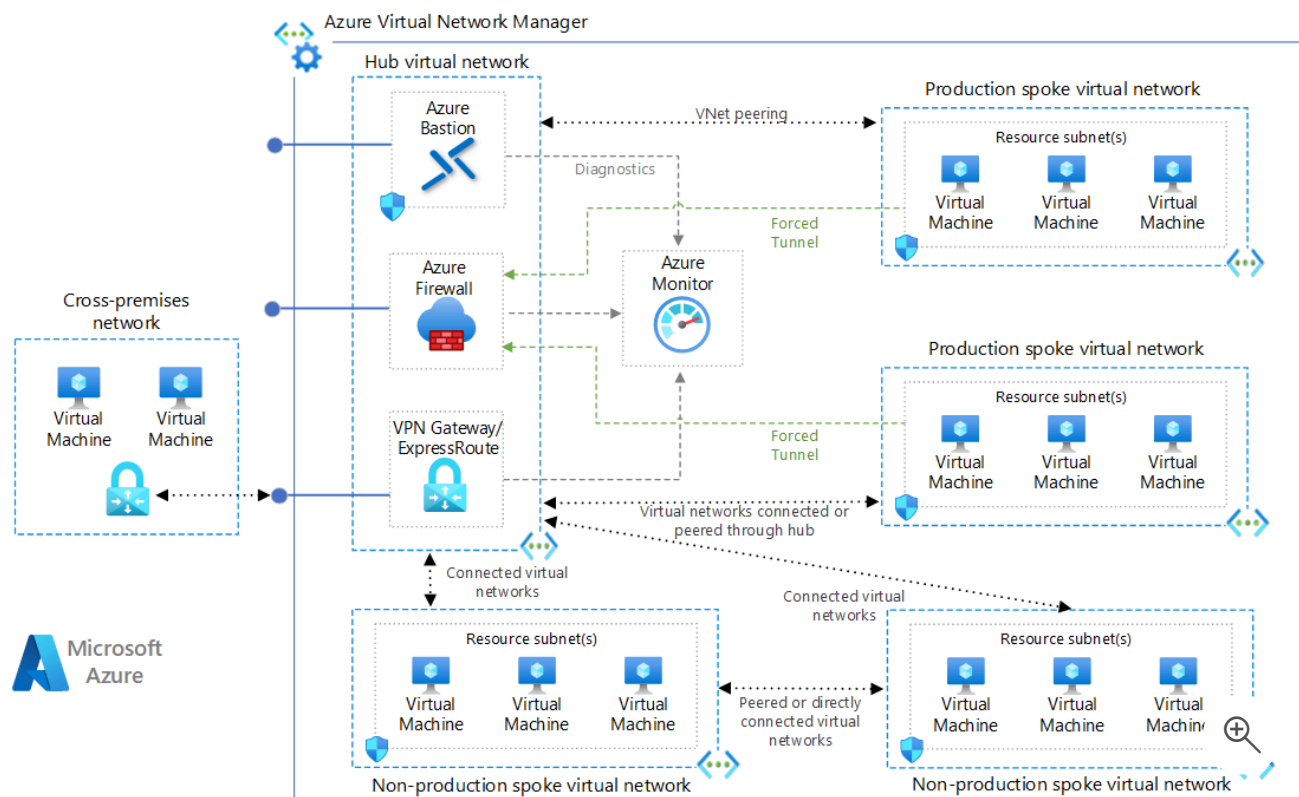 Azure Virtual Network Manager
Hub virtual network
Azure
Bastion
VNet peering
Production spoke virtual network
Resource subnet(s)
Virtual
Machine
Virtual
Machine
Virtual
Machine
Diagnostics
Forced
Tunnel
Azure
Firewall
Azure
Monitor
Cross-premises
network
Virtual
Machine
Virtual
Machine
Production spoke virtual network
Resource subnet(s)
Virtual
Machine
Virtual
Machine
Virtual
Machine
Forced
Tunnel
VPN Gateway/
ExpressRoute
Virtual networks connected or
peered through hub
Connected virtual
networks
Connected virtual
networks
Microsoft
Azure
Resource subnet(s)
Virtual
Machine
Virtual
Machine
Virtual
Machine
Non-production spoke virtual network
Peered or directly
connected virtual
networks
Resource subnet(s)
Virtual
Machine
Virtual
Machine
Virtual
Machine
Non-production spoke virtual network